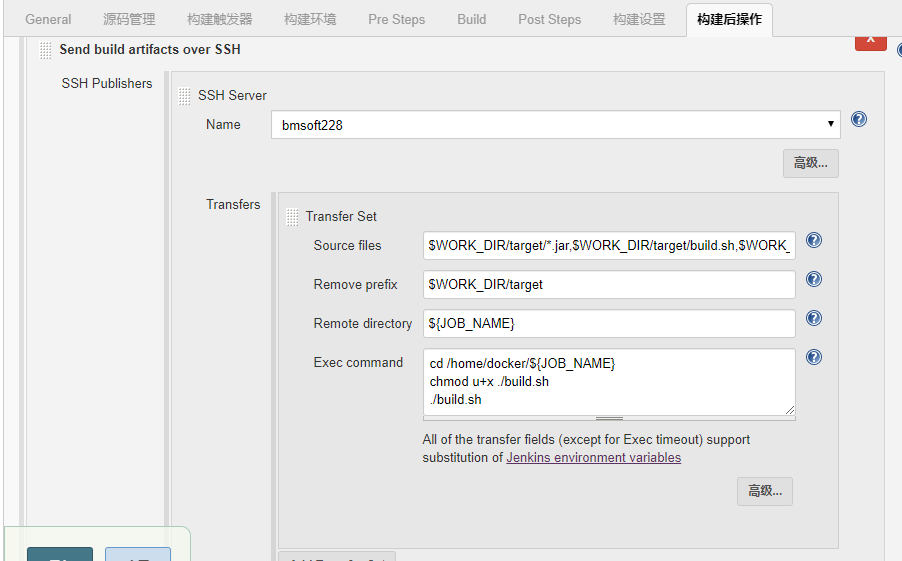 General 源码管理 构建触发器 构建环境 Pre Steps Build Post Steps 构建设置 构建后操作
Send build artifacts over SSH
X
SSH Publishers
SSH Server
Name
bmsoft228
高级...
Transfers
Transfer Set
Source files
$WORK_DIR/target/*.jar,$WORK_DIR/target/build.sh,$WORK_
Remove prefix
$WORK_DIR/target
Remote directory
${JOB_NAME}
Exec command
cd /home/docker/${JOB_NAME}
chmod u+x ./build.sh
./build.sh
All of the transfer fields (except for Exec timeout) support
substitution of Jenkins environment variables
高级...